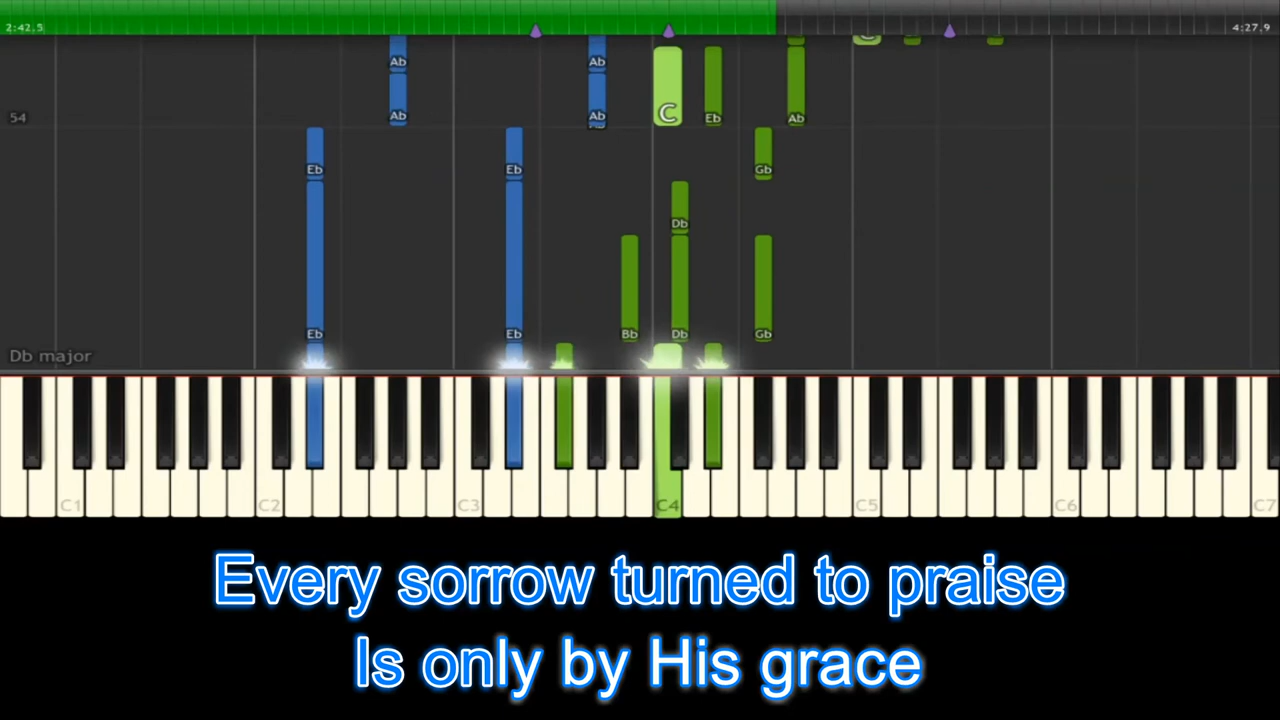 2:42.5 4:27.9
Ab Ab
Ab Ab C Eb Ab
54
Eb Eb Gb
Db
Eb Eb Bb Db Gb
Db major
C1 C2 C3 C4 C5 C6 C7
Every sorrow turned to praise
Is only by His grace